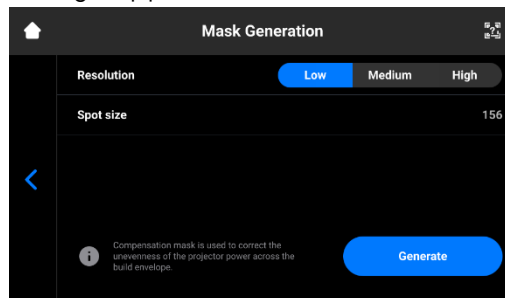 Mask Generation
Resolution Low Medium High
Spot size 156
Compensation mask is used to correct the
unevenness of the projector power across the
build envelope.
Generate